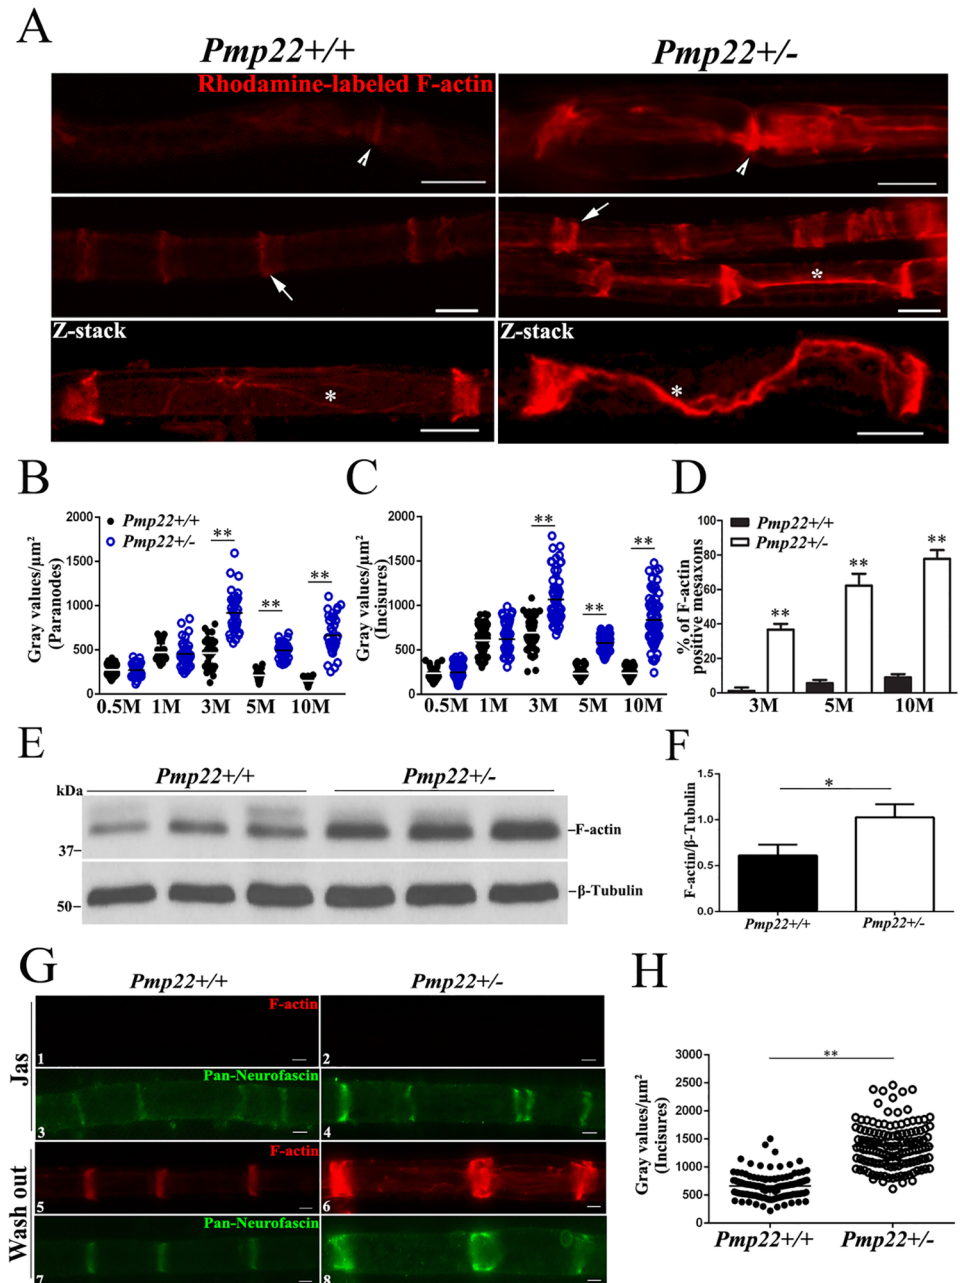 A
Pmp22+/+
Pmp22+/-
Rhodamine-labeled F-actin
*
Z-stack
*
Z-stack
*
B
Gray values/µm²
(Paranodes)
2000
1500
1000
500
0
Pmp22+/+
Pmp22+/-
**
**
**
0.5M 1M 3M 5M 10M
C
Gray values/µm²
(Incisures)
2000
1500
1000
500
0
**
**
**
0.5M 1M 3M 5M 10M
D
% of F-actin
positive mesaxons
100
80
60
40
20
0
Pmp22+/+
Pmp22+/-
**
**
**
3M 5M 10M
E
Pmp22+/+
Pmp22+/-
kDa
F-actin
37
β-Tubulin
50
F
F-actin/β-Tubulin
1.5
1.0
0.5
0.0
*
Pmp22+/+
Pmp22+/-
G
Pmp22+/+
Pmp22+/-
Jas
F-actin
1
2
Pan-Neurofascin
3
4
Wash out
F-actin
5
6
Pan-Neurofascin
7
8
H
Gray values/µm²
(Incisures)
3000
2500
2000
1500
1000
500
0
**
Pmp22+/+
Pmp22+/-